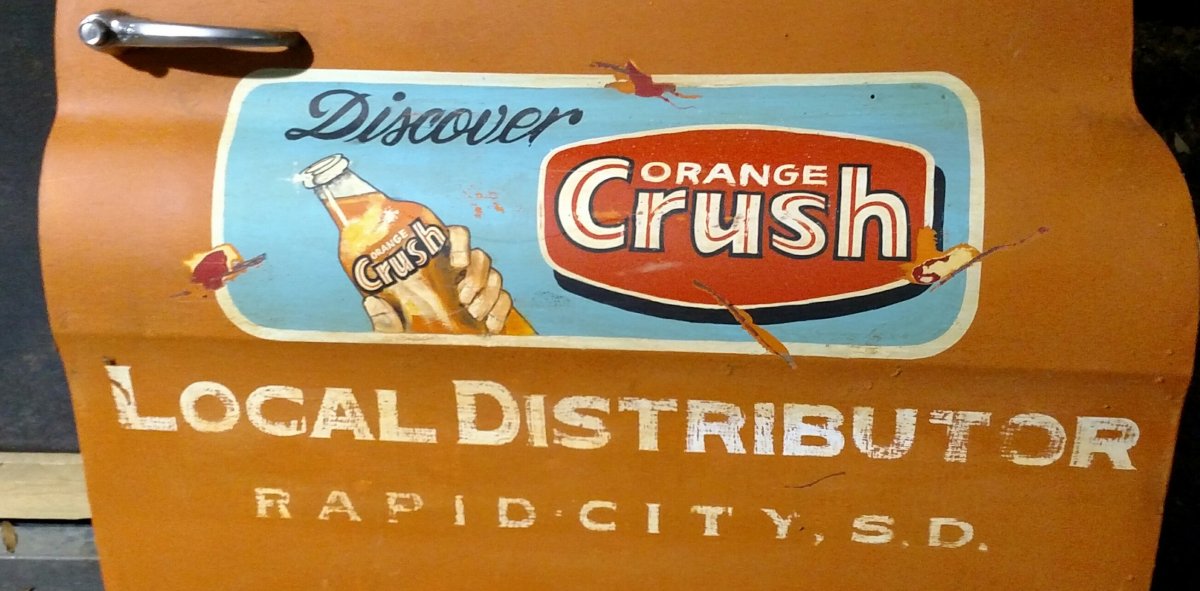 Discover
ORANGE
Crush
ORANGE
Crush
LOCAL DISTRIBUTOR
RAPID CITY, S.D.